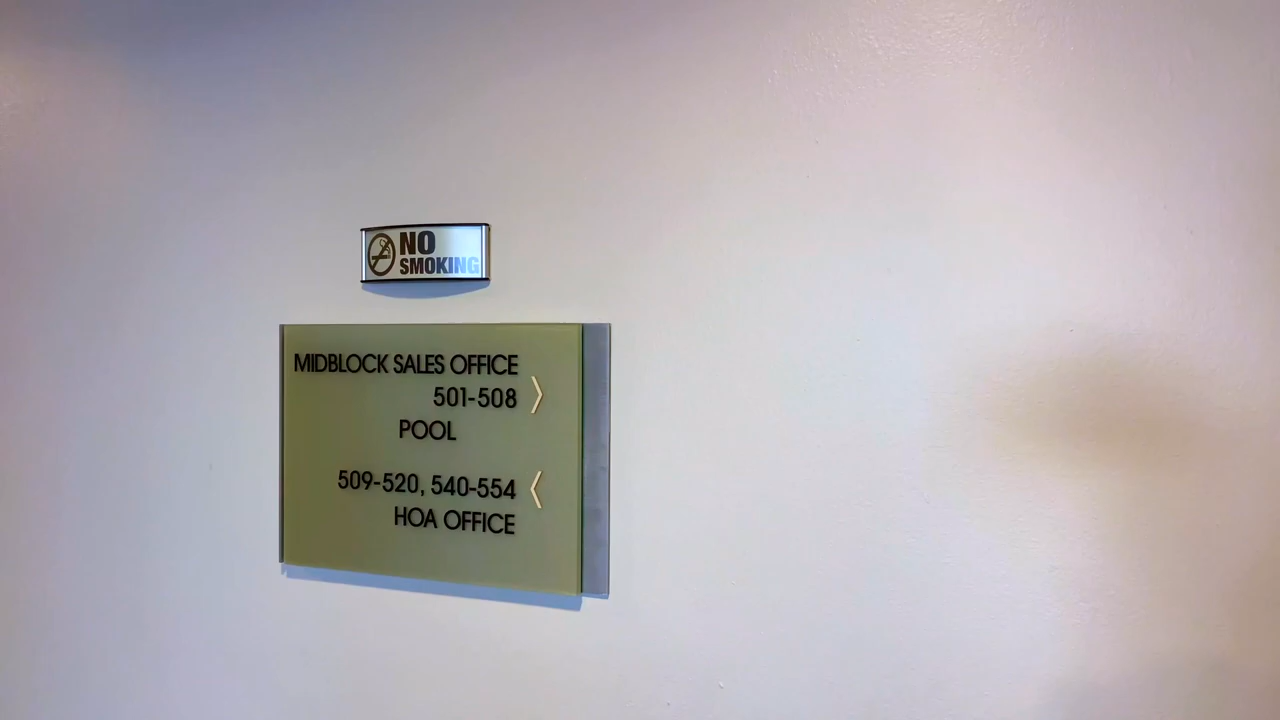 NO
SMOKING
MIDBLOCK SALES OFFICE
501-508
POOL
509-520, 540-554
HOA OFFICE